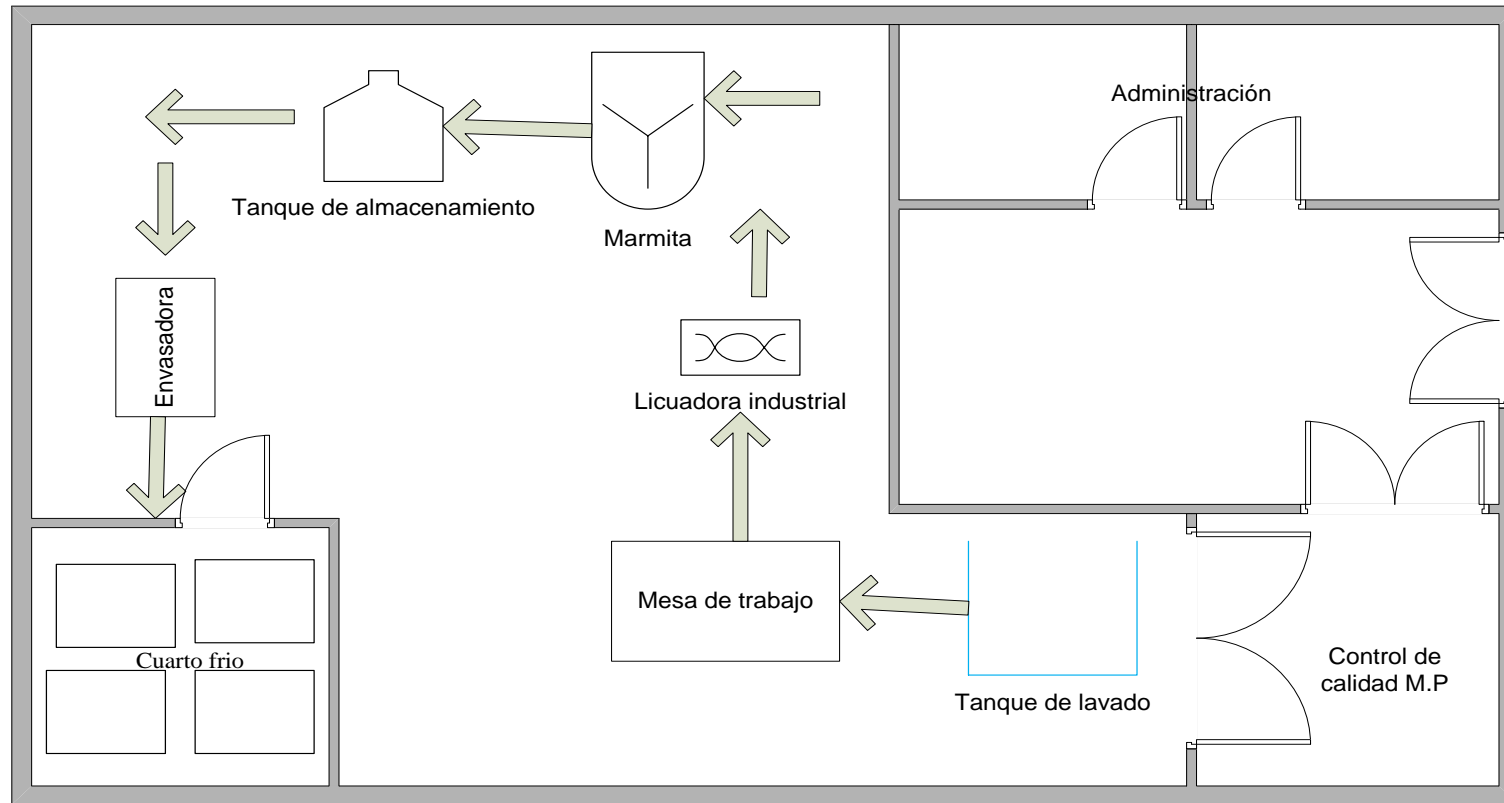 Administración
Tanque de almacenamiento
Marmita
Envasadora
Licuadora industrial
Mesa de trabajo
Cuarto frio
Control de
calidad M.P
Tanque de lavado